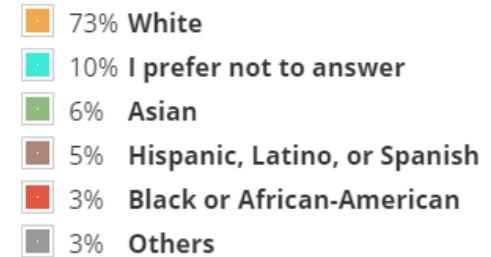 73% White
10% I prefer not to answer
6% Asian
5% Hispanic, Latino, or Spanish
3% Black or African-American
3% Others